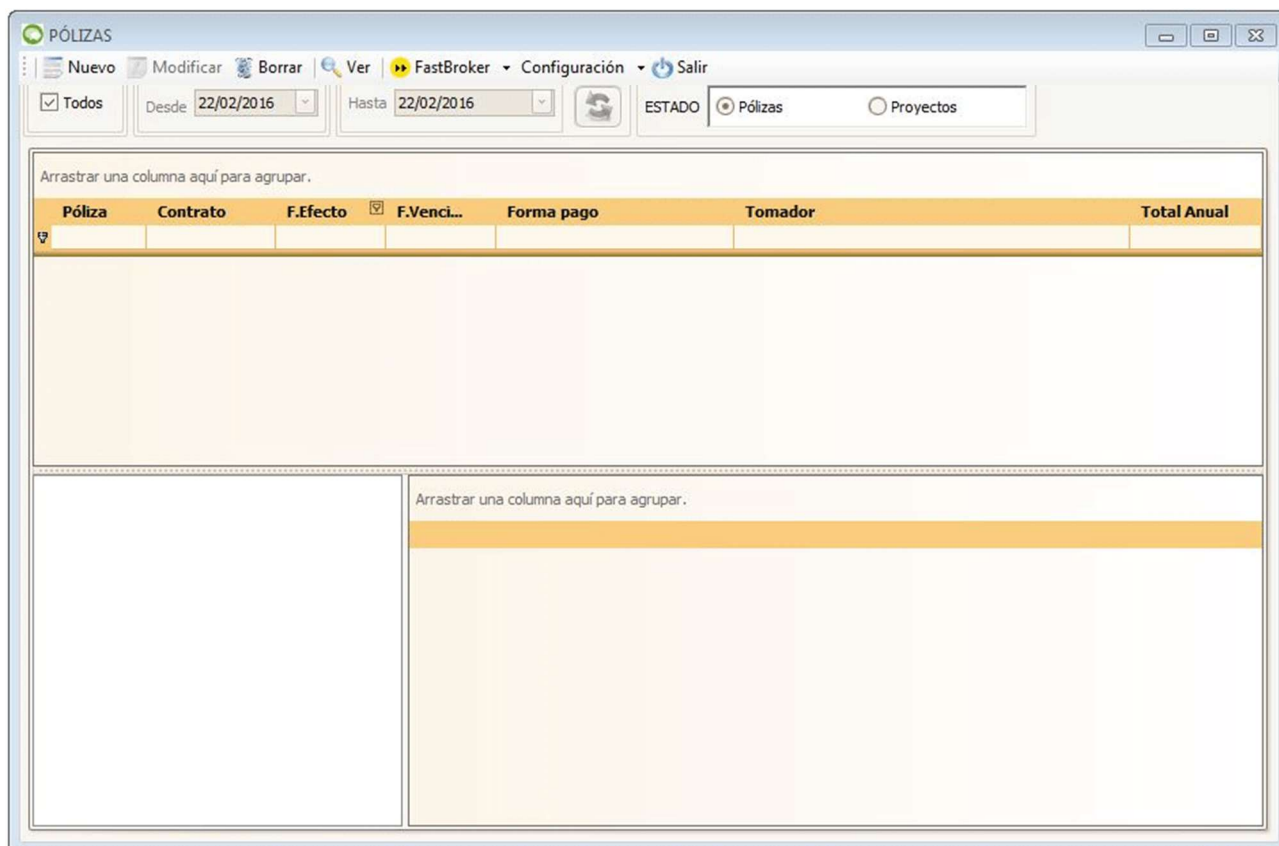 PÓLIZAS
Nuevo Modificar Borrar Ver FastBroker Configuración Salir
Todos Desde 22/02/2016 Hasta 22/02/2016 ESTADO Pólizas Proyectos
Arrastrar una columna aquí para agrupar.
Póliza Contrato F.Efecto F.Venci... Forma pago Tomador Total Anual
Arrastrar una columna aquí para agrupar.